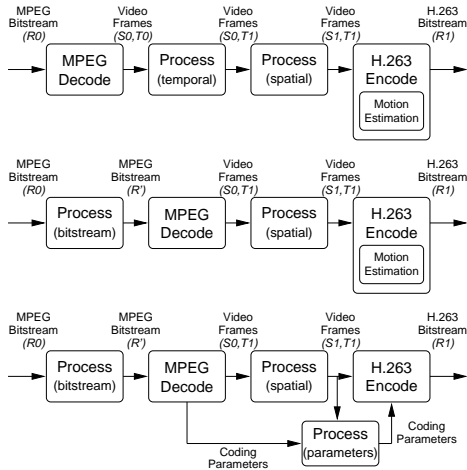 MPEG
Bitstream
(R0)
Video
Frames
(S0,T0)
Video
Frames
(S0,T1)
Video
Frames
(S1,T1)
H.263
Bitstream
(R1)
MPEG
Decode
Process
(temporal)
Process
(spatial)
H.263
Encode
Motion
Estimation
MPEG
Bitstream
(R0)
MPEG
Bitstream
(R')
Video
Frames
(S0,T1)
Video
Frames
(S1,T1)
H.263
Bitstream
(R1)
Process
(bitstream)
MPEG
Decode
Process
(spatial)
H.263
Encode
Motion
Estimation
MPEG
Bitstream
(R0)
MPEG
Bitstream
(R')
Video
Frames
(S0,T1)
Video
Frames
(S1,T1)
H.263
Bitstream
(R1)
Process
(bitstream)
MPEG
Decode
Process
(spatial)
H.263
Encode
Coding
Parameters
Process
(parameters)
Coding
Parameters